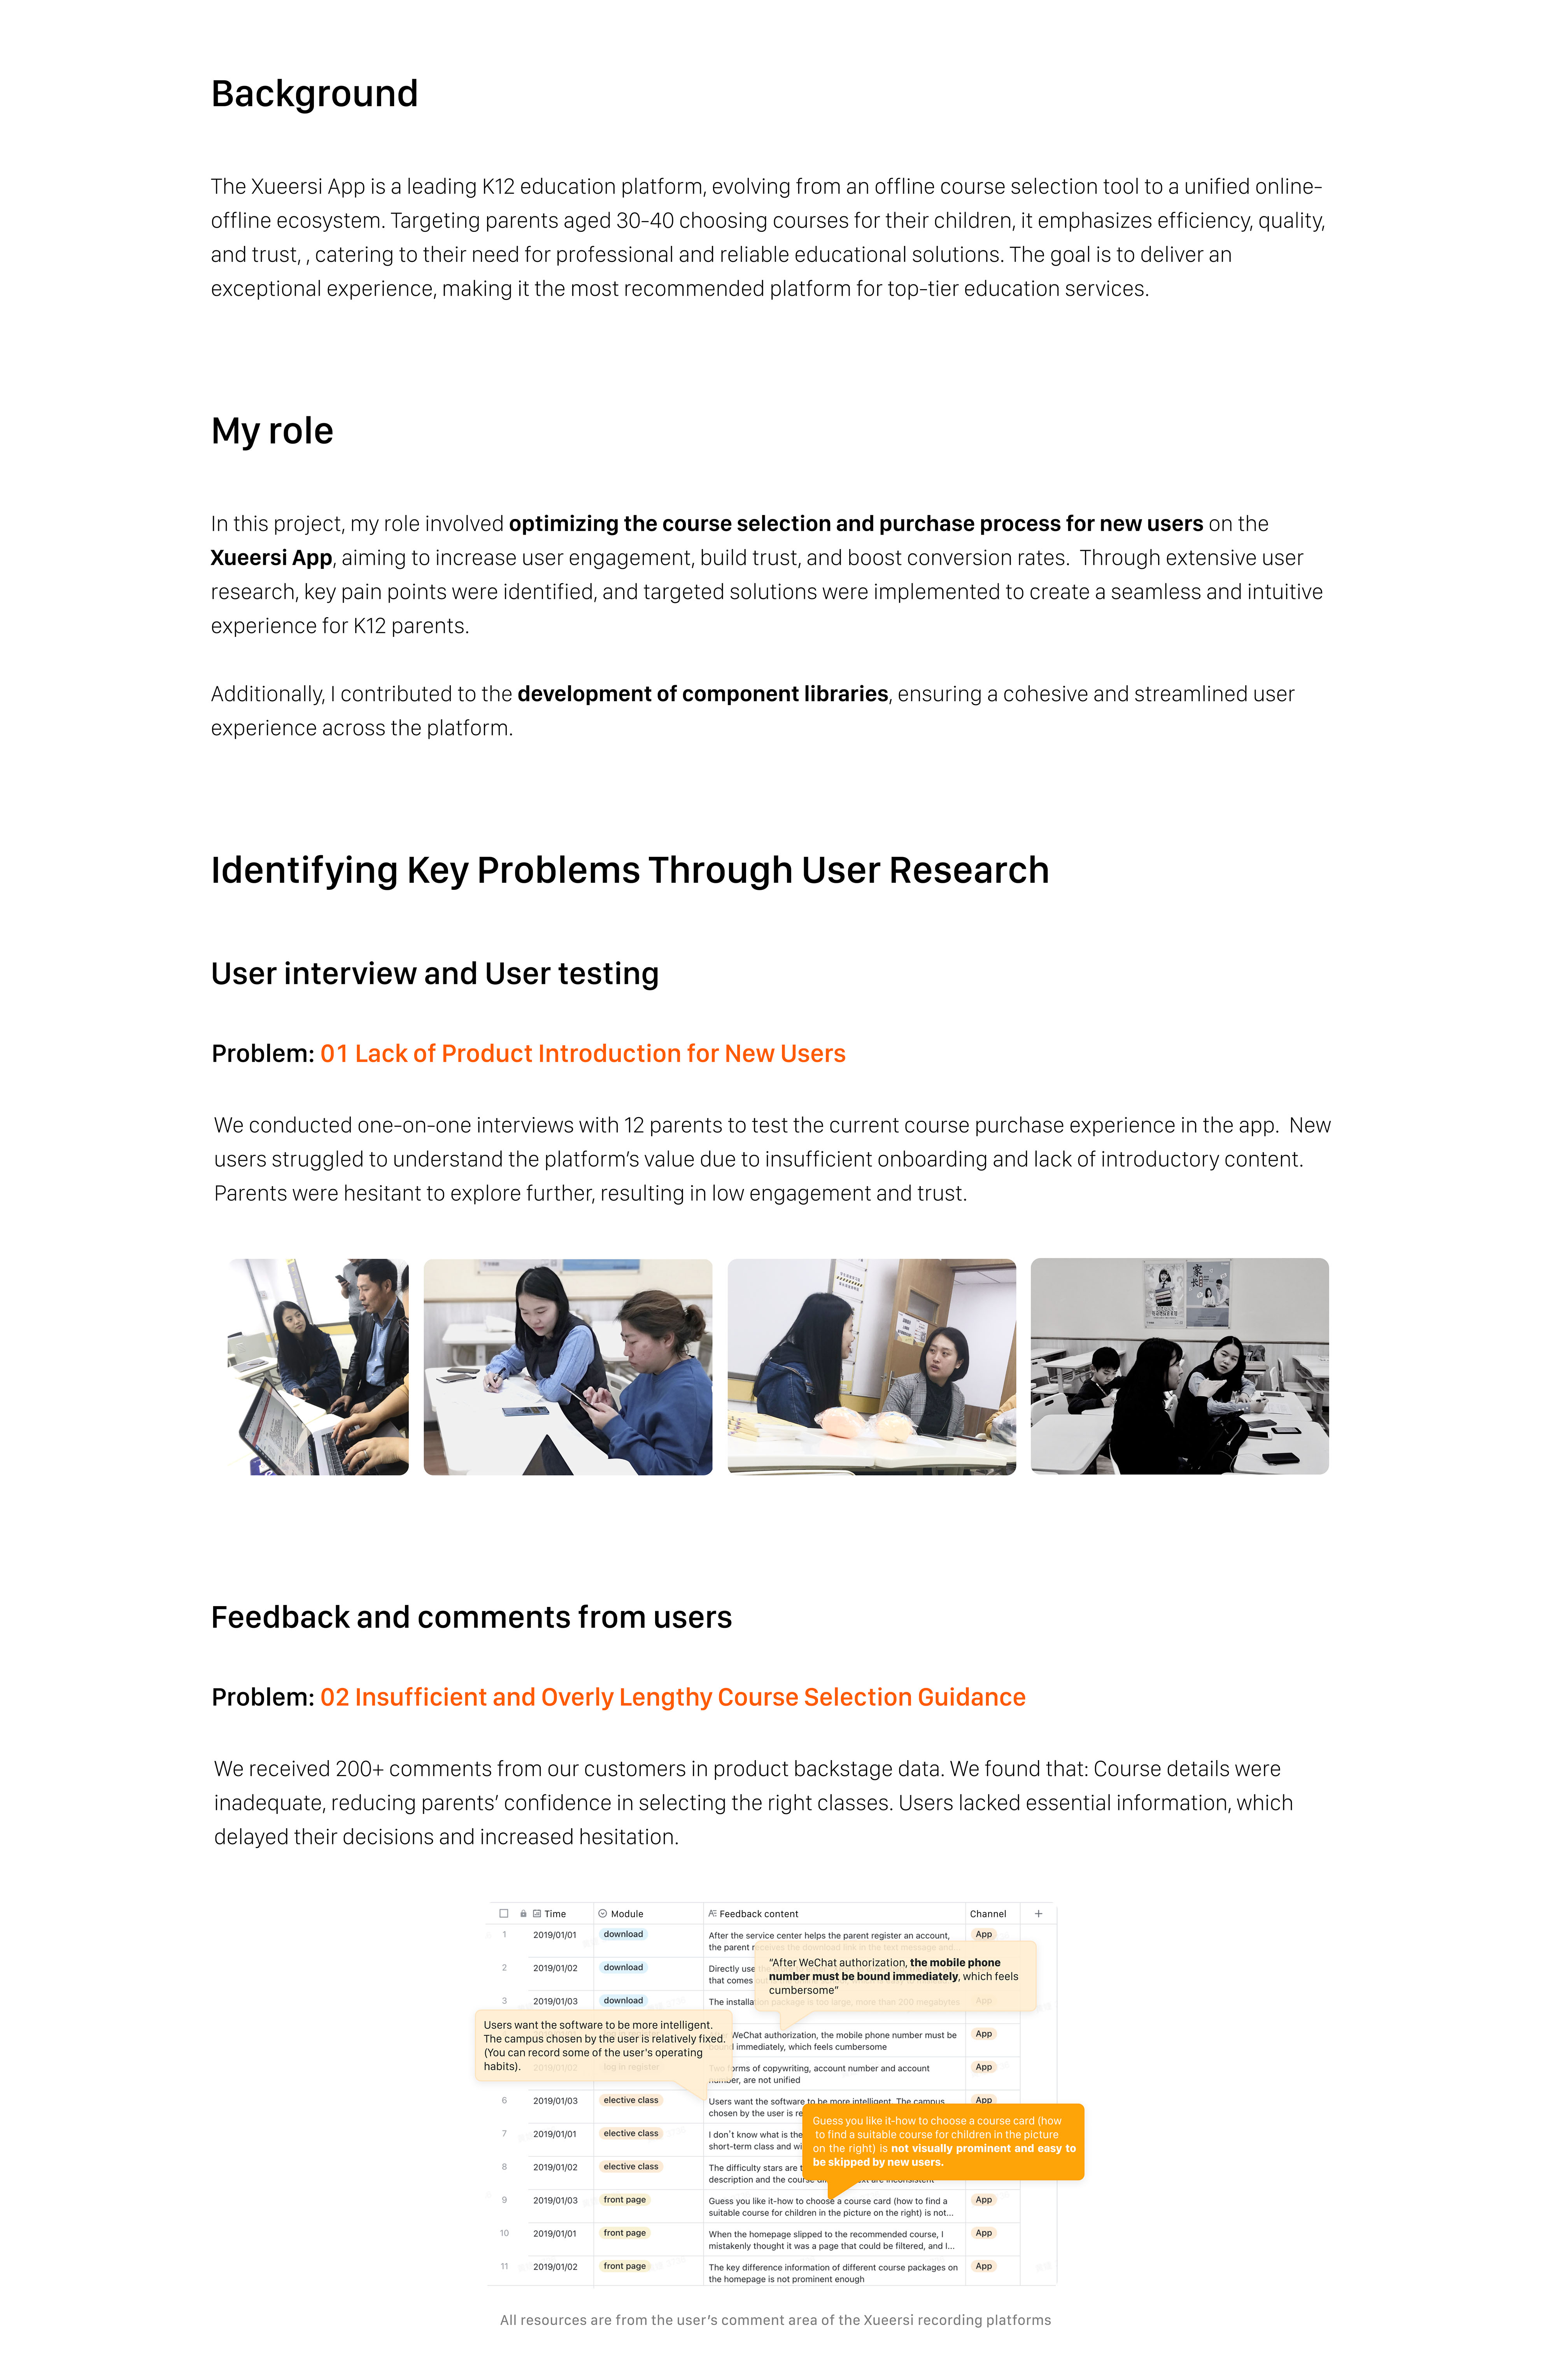 Background
The Xueersi App is a leading K12 education platform, evolving from an offline course selection tool to a unified online-
offline ecosystem. Targeting parents aged 30-40 choosing courses for their children, it emphasizes efficiency, quality,
and trust, , catering to their need for professional and reliable educational solutions. The goal is to deliver an
exceptional experience, making it the most recommended platform for top-tier education services.
My role
In this project, my role involved optimizing the course selection and purchase process for new users on the
Xueersi App, aiming to increase user engagement, build trust, and boost conversion rates.  Through extensive user
research, key pain points were identified, and targeted solutions were implemented to create a seamless and intuitive
experience for K12 parents.
Additionally, I contributed to the development of component libraries, ensuring a cohesive and streamlined user
experience across the platform.
Identifying Key Problems Through User Research
User interview and User testing
Problem: 01 Lack of Product Introduction for New Users
We conducted one-on-one interviews with 12 parents to test the current course purchase experience in the app.  New
users struggled to understand the platform’s value due to insufficient onboarding and lack of introductory content.
Parents were hesitant to explore further, resulting in low engagement and trust.
家长
Feedback and comments from users
Problem: 02 Insufficient and Overly Lengthy Course Selection Guidance
We received 200+ comments from our customers in product backstage data. We found that: Course details were
inadequate, reducing parents’ confidence in selecting the right classes. Users lacked essential information, which
delayed their decisions and increased hesitation.
Time Module Feedback content Channel +
1 2019/01/01 download After the service center helps the parent register an account, App
the parent receives the download link in the text message and...
“After WeChat authorization, the mobile phone
number must be bound immediately, which feels
cumbersome”
2 2019/01/02 download Directly use
that comes out
3 2019/01/03 download The installation package is too large, more than 200 megabytes App
Users want the software to be more intelligent.
The campus chosen by the user is relatively fixed.
(You can record some of the user's operating
habits).
WeChat authorization, the mobile phone number must be App
immediately, which feels cumbersome
2019/01/02 log in register Two forms of copywriting, account number and account App
number, are not unified
6 2019/01/03 elective class Users want the software to be more intelligent. The campus App
chosen by the user is
Guess you like it-how to choose a course card (how
to find a suitable course for children in the picture
on the right) is not visually prominent and easy to
be skipped by new users.
7 2019/01/01 elective class I don't know what is the
short-term class and
8 2019/01/02 elective class The difficulty stars are
description and the course are inconsistent
9 2019/01/03 front page Guess you like it-how to choose a course card (how to find a App
suitable course for children in the picture on the right) is not...
10 2019/01/01 front page When the homepage slipped to the recommended course, I App
mistakenly thought it was a page that could be filtered, and I...
11 2019/01/02 front page The key difference information of different course packages on App
the homepage is not prominent enough
All resources are from the user’s comment area of the Xueersi recording platforms